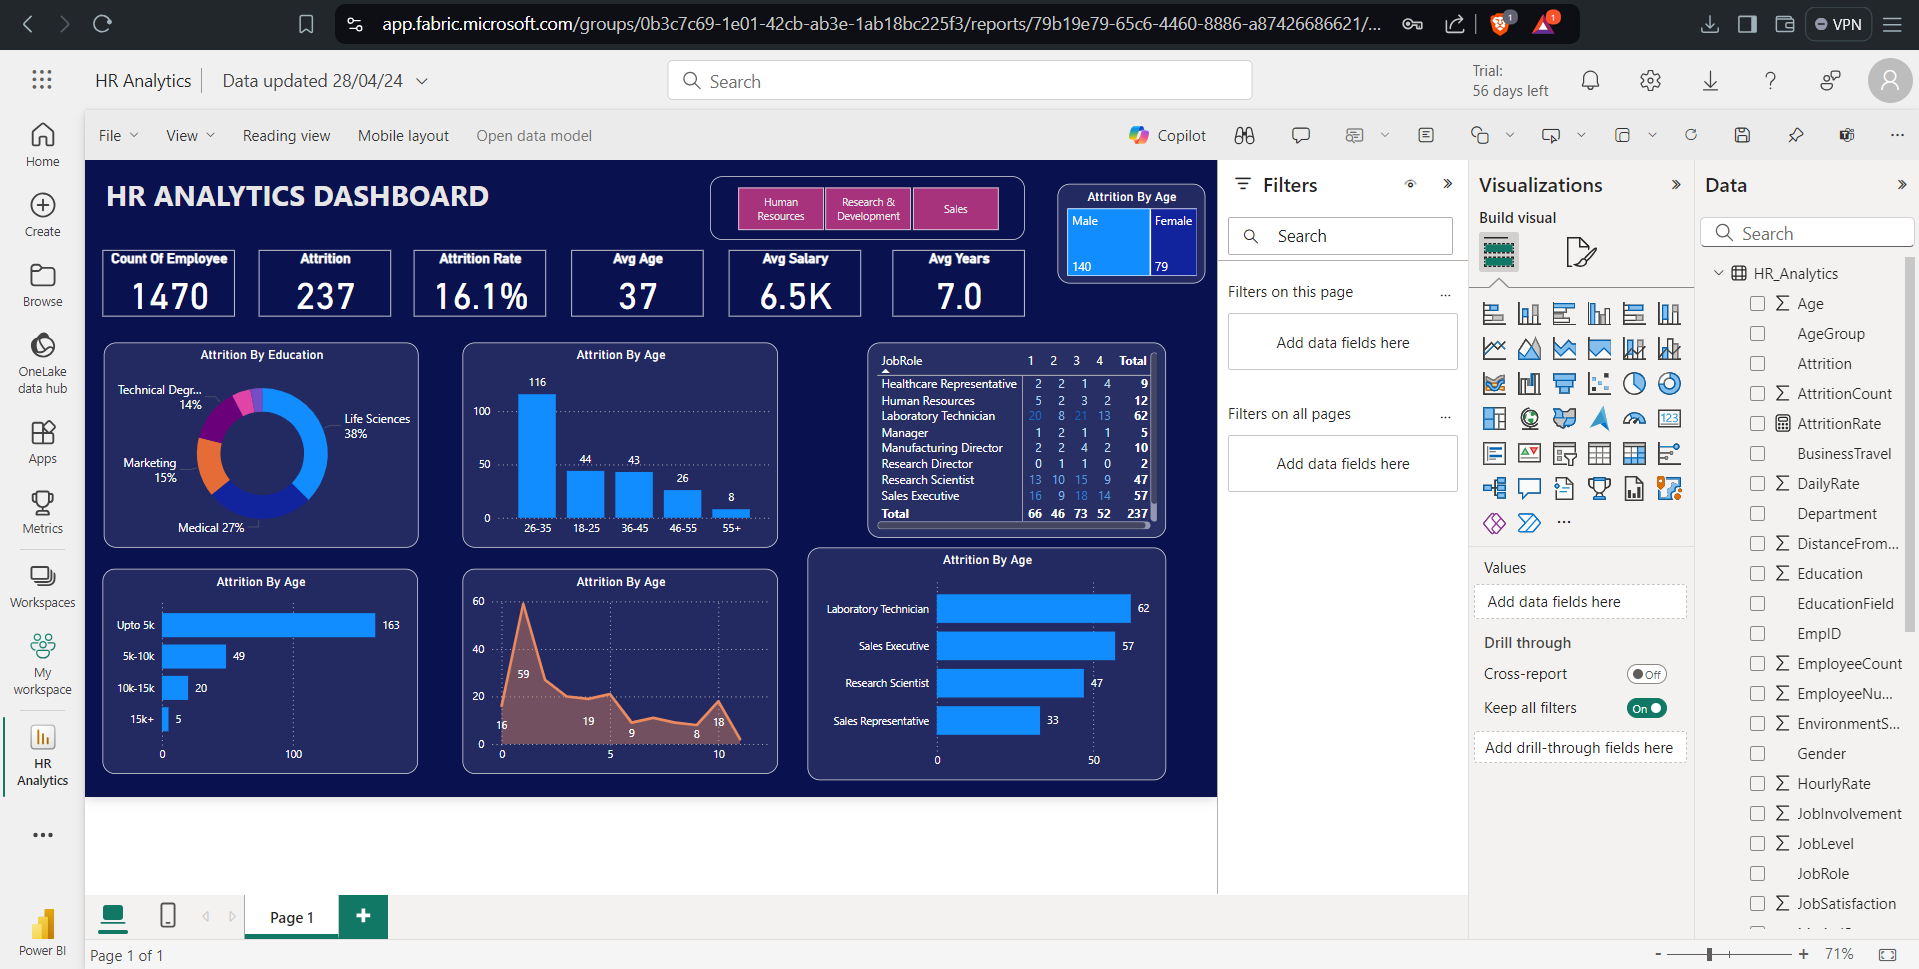 app.fabric.microsoft.com/groups/0b3c7c69-1e01-42cb-ab3e-1ab18bc225f3/reports/79b19e79-65c6-4460-8886-a87426686621/...
1
1
VPN
HR Analytics
Data updated 28/04/24
Search
Trial:
56 days left
File
View
Reading view
Mobile layout
Open data model
Copilot
Home
Create
Browse
OneLake
data hub
Apps
Metrics
Workspaces
My
workspace
HR
Analytics
Power BI
HR ANALYTICS DASHBOARD
Human
Resources
Research &
Development
Sales
Attrition By Age
Male
Female
140
79
Count Of Employee
1470
Attrition
237
Attrition Rate
16.1%
Avg Age
37
Avg Salary
6.5K
Avg Years
7.0
Attrition By Education
Technical Degr...
14%
Life Sciences
38%
Marketing
15%
Medical 27%
Attrition By Age
116
100
44
43
50
26
8
0
26-35 18-25 36-45 46-55 55+
JobRole 1 2 3 4 Total
Healthcare Representative 2 2 1 4 9
Human Resources 5 2 3 2 12
Laboratory Technician 20 8 21 13 62
Manager 1 2 1 1 5
Manufacturing Director 2 2 4 2 10
Research Director 0 1 1 0 2
Research Scientist 13 10 15 9 47
Sales Executive 16 9 18 14 57
Total 66 46 73 52 237
Attrition By Age
Upto 5k 163
5k-10k 49
10k-15k 20
15k+ 5
0 100
Attrition By Age
60
40
59
20
16
19
9
8
18
0
0 5 10
Attrition By Age
Laboratory Technician 62
Sales Executive 57
Research Scientist 47
Sales Representative 33
0 50
Page 1
+
Page 1 of 1
Filters
Search
Filters on this page
...
Add data fields here
Filters on all pages
...
Add data fields here
Visualizations
Build visual
123
...
Values
Add data fields here
Drill through
Cross-report
Off
Keep all filters
On
Add drill-through fields here
Data
Search
HR_Analytics
Age
AgeGroup
Attrition
AttritionCount
AttritionRate
BusinessTravel
DailyRate
Department
DistanceFrom...
Education
EducationField
EmpID
EmployeeCount
EmployeeNu...
EnvironmentS...
Gender
HourlyRate
JobInvolvement
JobLevel
JobRole
JobSatisfaction
- + 71%